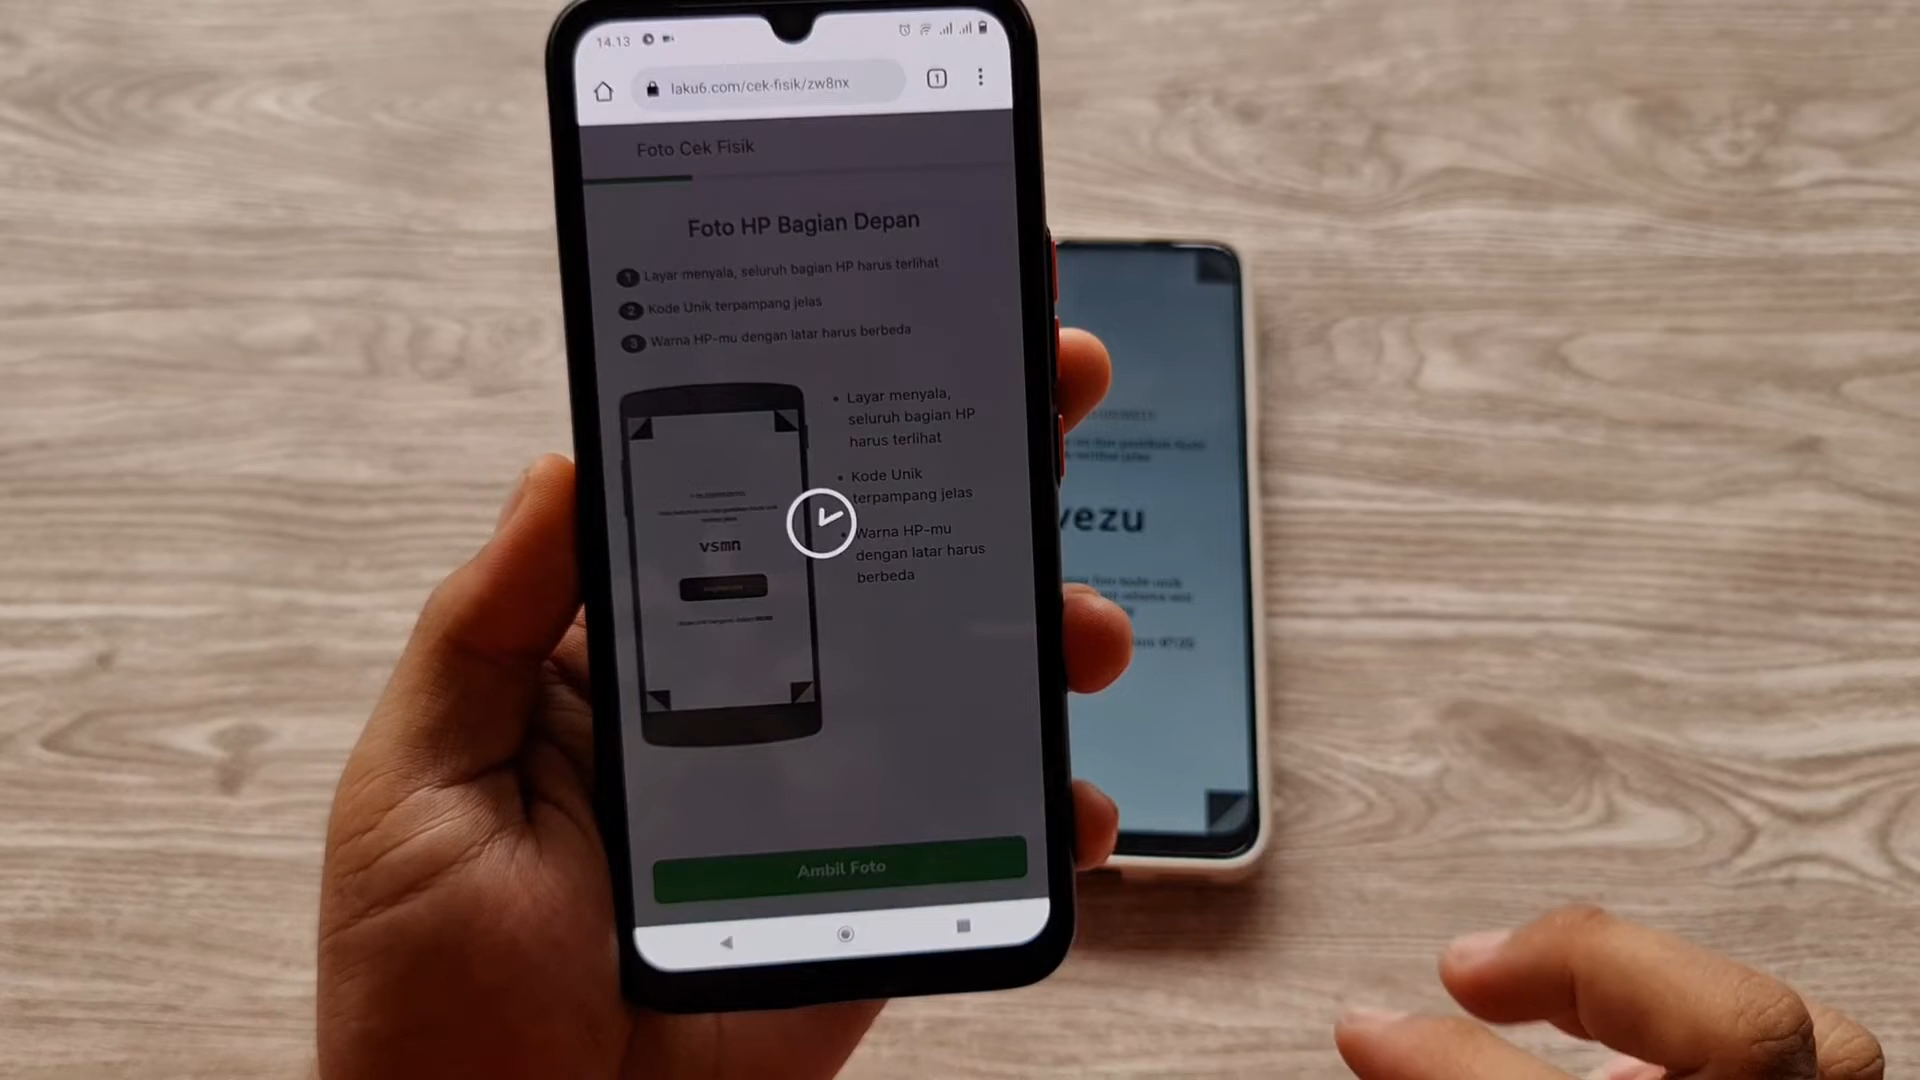 14.13
laku6.com/cek-fisik/zw8nx
1
Foto Cek Fisik
Foto HP Bagian Depan
1 Layar menyala, seluruh bagian HP harus terlihat
2 Kode Unik terpampang jelas
3 Warna HP-mu dengan latar harus berbeda
Layar menyala,
seluruh bagian HP
harus terlihat
Kode Unik
terpampang jelas
Warna HP-mu
dengan latar harus
berbeda
vsmn
Ambil Foto
vezu